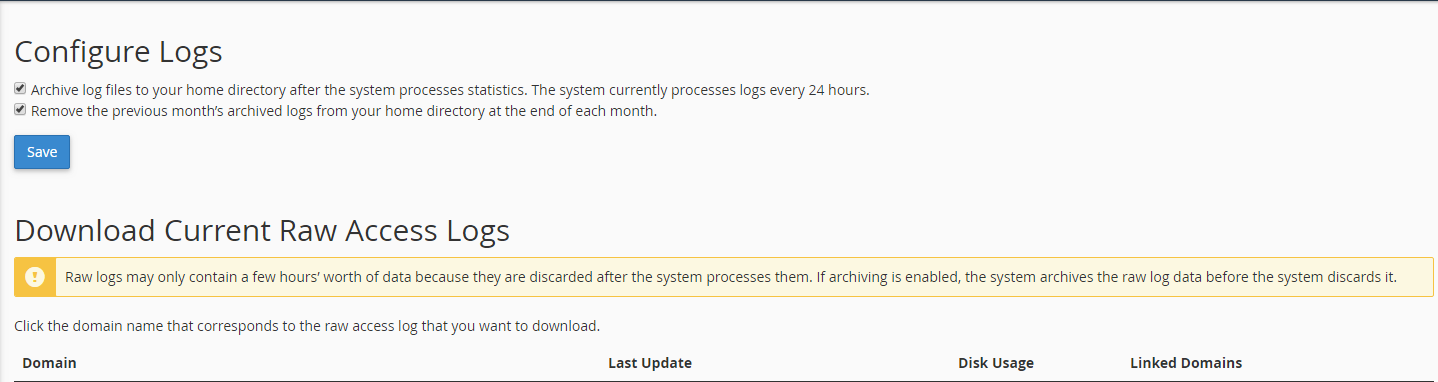 Configure Logs
Archive log files to your home directory after the system processes statistics. The system currently processes logs every 24 hours.
Remove the previous month’s archived logs from your home directory at the end of each month.
Save
Download Current Raw Access Logs
Raw logs may only contain a few hours’ worth of data because they are discarded after the system processes them. If archiving is enabled, the system archives the raw log data before the system discards it.
Click the domain name that corresponds to the raw access log that you want to download.
Domain Last Update Disk Usage Linked Domains